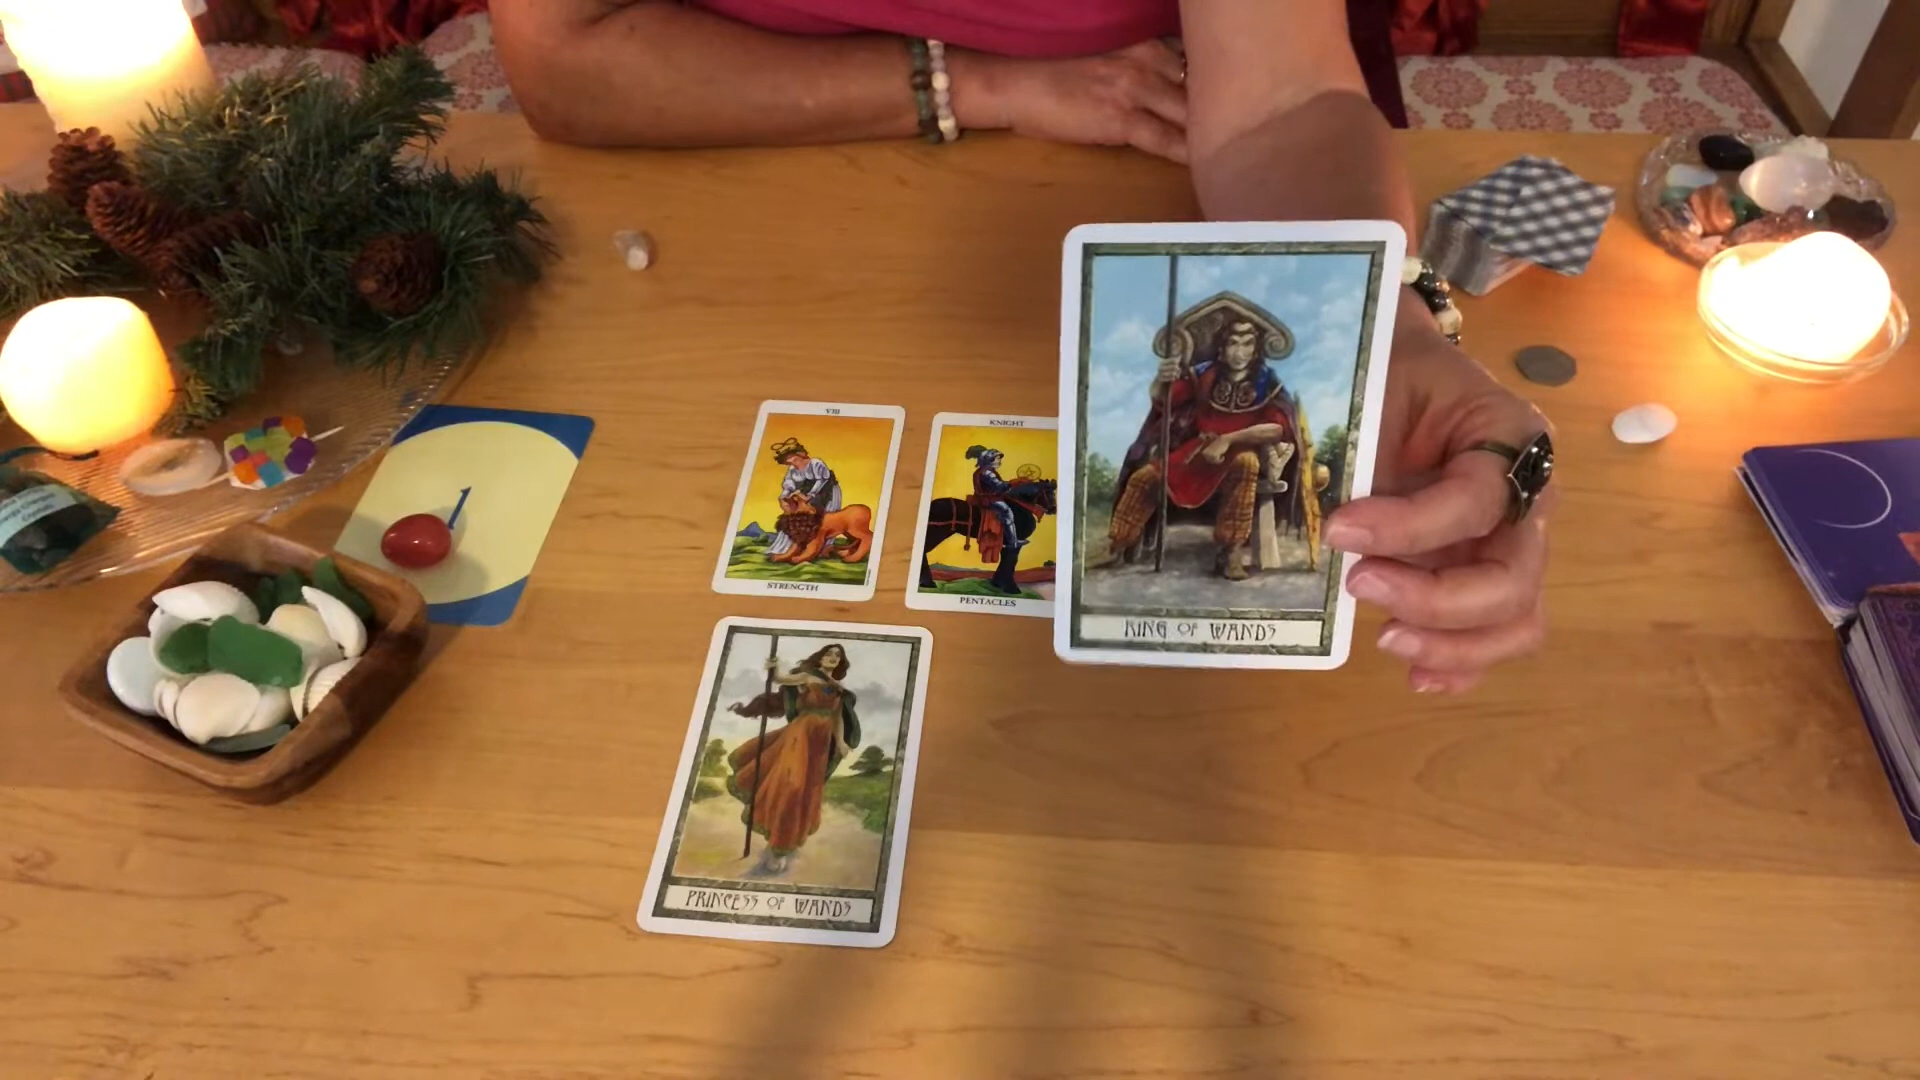 VIII
STRENGTH
KNIGHT
PENTACLES
KING OF WANDS
1
PRINCESS OF WANDS